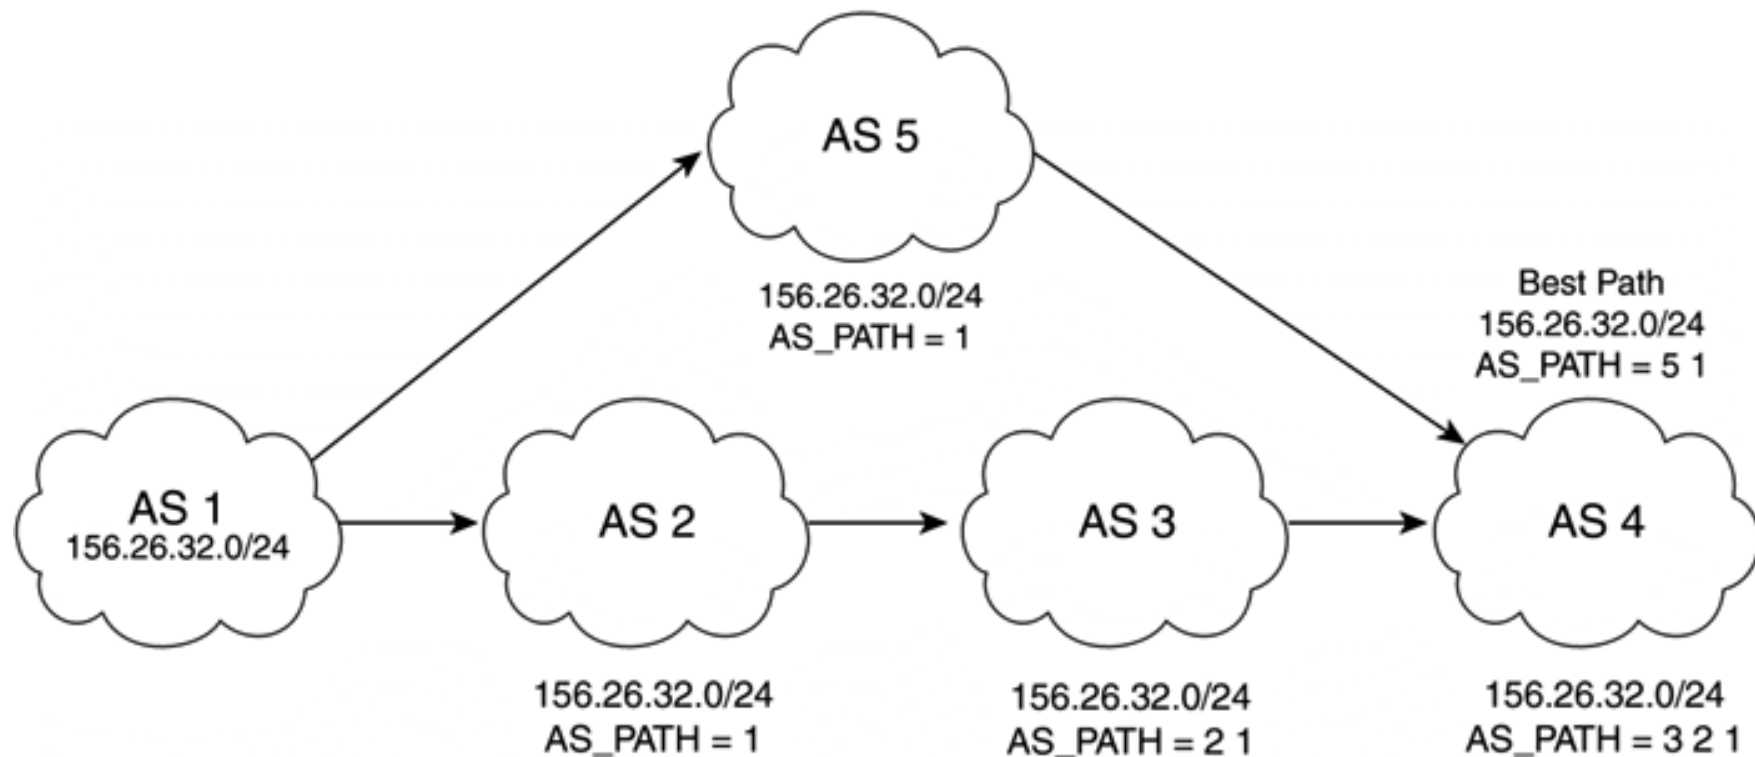 AS 5
156.26.32.0/24
AS_PATH = 1
Best Path
156.26.32.0/24
AS_PATH = 5 1
AS 1
156.26.32.0/24
AS 2
AS 3
AS 4
156.26.32.0/24
AS_PATH = 1
156.26.32.0/24
AS_PATH = 2 1
156.26.32.0/24
AS_PATH = 3 2 1